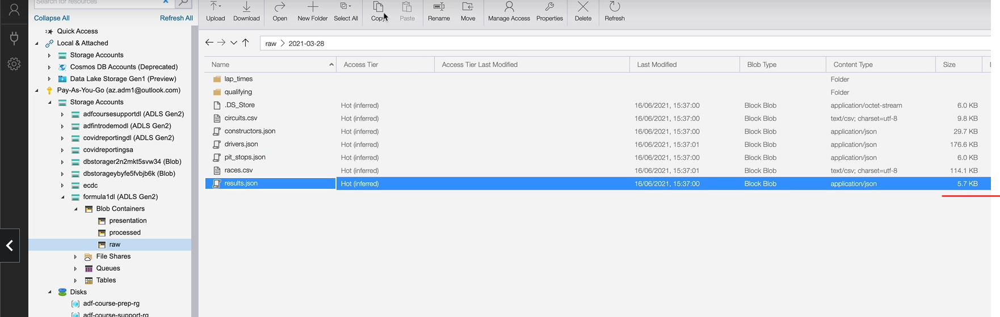 Search for resources
Collapse All Refresh All
Quick Access
Local & Attached
Storage Accounts
Cosmos DB Accounts (Deprecated)
Data Lake Storage Gen1 (Preview)
Pay-As-You-Go (az.adm1@outlook.com)
Storage Accounts
adfcoursesupportdl (ADLS Gen2)
adfintrodemodl (ADLS Gen2)
covidreportingdl (ADLS Gen2)
covidreportingsa
dbstorager2n2mkt5svw34 (Blob)
dbstorageybyfe5fvbjb6k (Blob)
ecdc
formula1dl (ADLS Gen2)
Blob Containers
presentation
processed
raw
File Shares
Queues
Tables
Disks
adf-course-prep-rg
adf-course-support-rg
Upload Download Open New Folder Select All Copy Paste Rename Move Manage Access Properties Delete Refresh
raw > 2021-03-28
Name Access Tier Access Tier Last Modified Last Modified Blob Type Content Type Size
lap_times Folder
qualifying Folder
.DS_Store Hot (inferred) 16/06/2021, 15:37:00 Block Blob application/octet-stream 6.0 KB
circuits.csv Hot (inferred) 16/06/2021, 15:37:00 Block Blob text/csv; charset=utf-8 9.8 KB
constructors.json Hot (inferred) 16/06/2021, 15:37:00 Block Blob application/json 29.7 KB
drivers.json Hot (inferred) 16/06/2021, 15:37:01 Block Blob application/json 176.6 KB
pit_stops.json Hot (inferred) 16/06/2021, 15:37:00 Block Blob application/json 6.0 KB
races.csv Hot (inferred) 16/06/2021, 15:37:01 Block Blob text/csv; charset=utf-8 114.1 KB
results.json Hot (inferred) 16/06/2021, 15:37:00 Block Blob application/json 5.7 KB